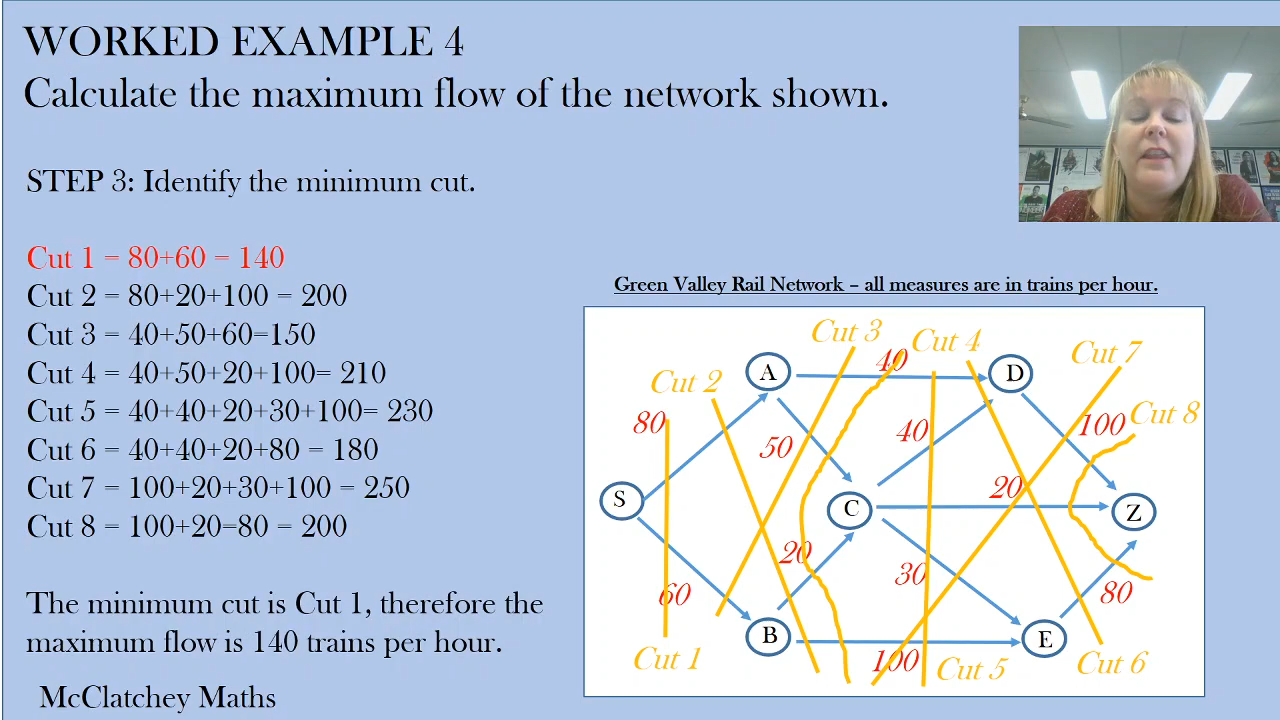 WORKED EXAMPLE 4
Calculate the maximum flow of the network shown.
STEP 3: Identify the minimum cut.
Cut 1 = 80+60 = 140
Cut 2 = 80+20+100 = 200
Cut 3 = 40+50+60=150
Cut 4 = 40+50+20+100= 210
Cut 5 = 40+40+20+30+100= 230
Cut 6 = 40+40+20+80 = 180
Cut 7 = 100+20+30+100 = 250
Cut 8 = 100+20=80 = 200
The minimum cut is Cut 1, therefore the
maximum flow is 140 trains per hour.
McClatchey Maths
Green Valley Rail Network – all measures are in trains per hour.
Cut 3
Cut 4
Cut 7
40
Cut 2
A
D
80
Cut 8
100
40
50
20
S
C
Z
20
30
60
80
B
E
Cut 1
100
Cut 5
Cut 6